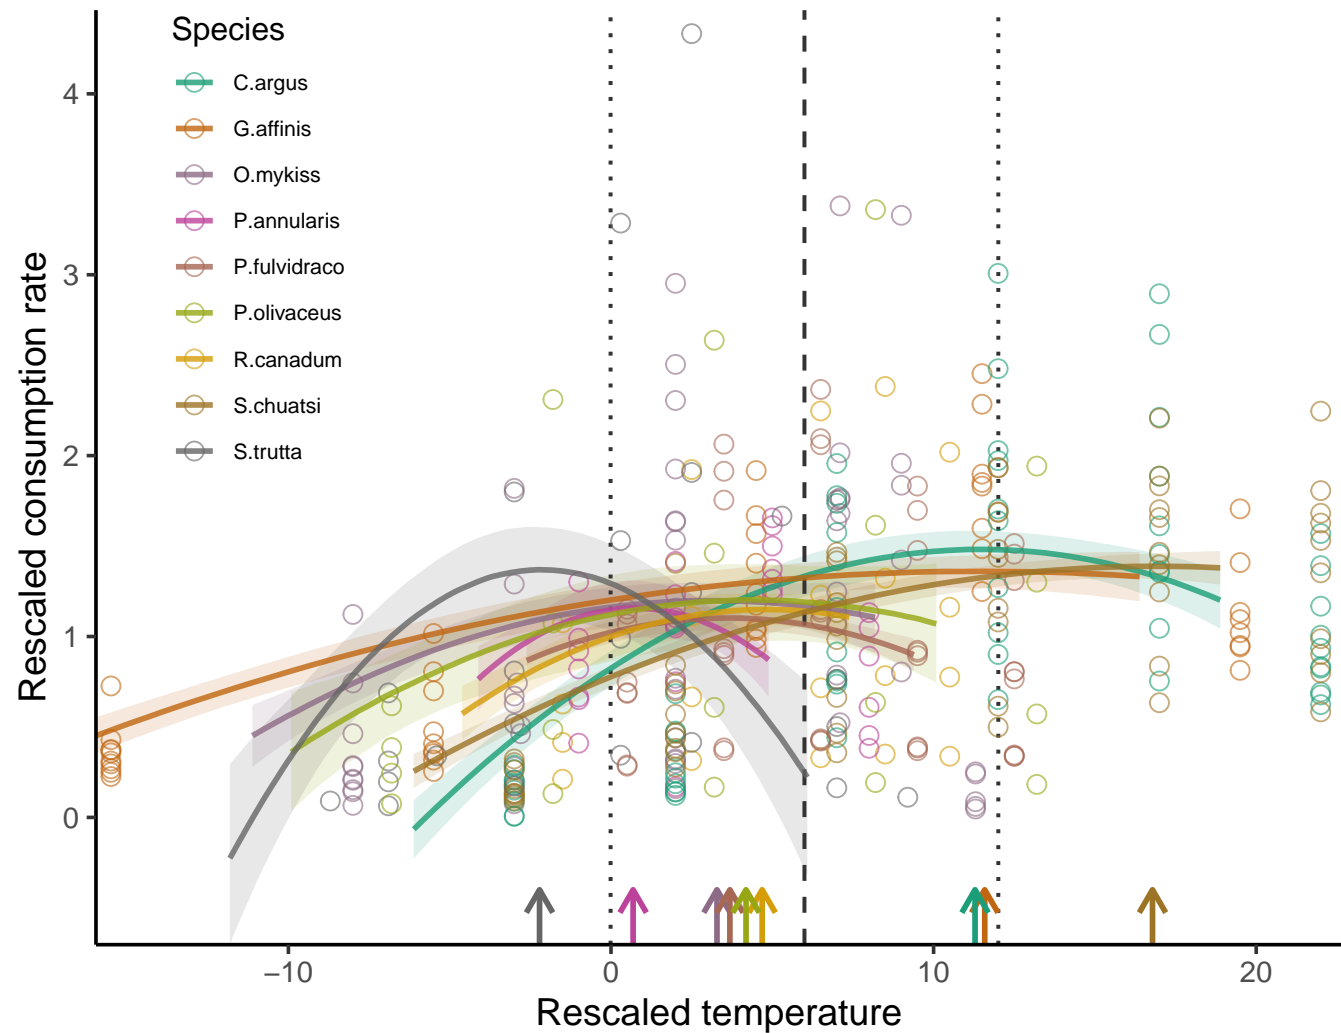 Species
C.argus
G.affinis
O.mykiss
P.annularis
P.fulvidraco
P.olivaceus
R.canadum
S.chuatsi
S.trutta
Rescaled consumption rate
4
3
2
1
0
−10
0
10
20
Rescaled temperature